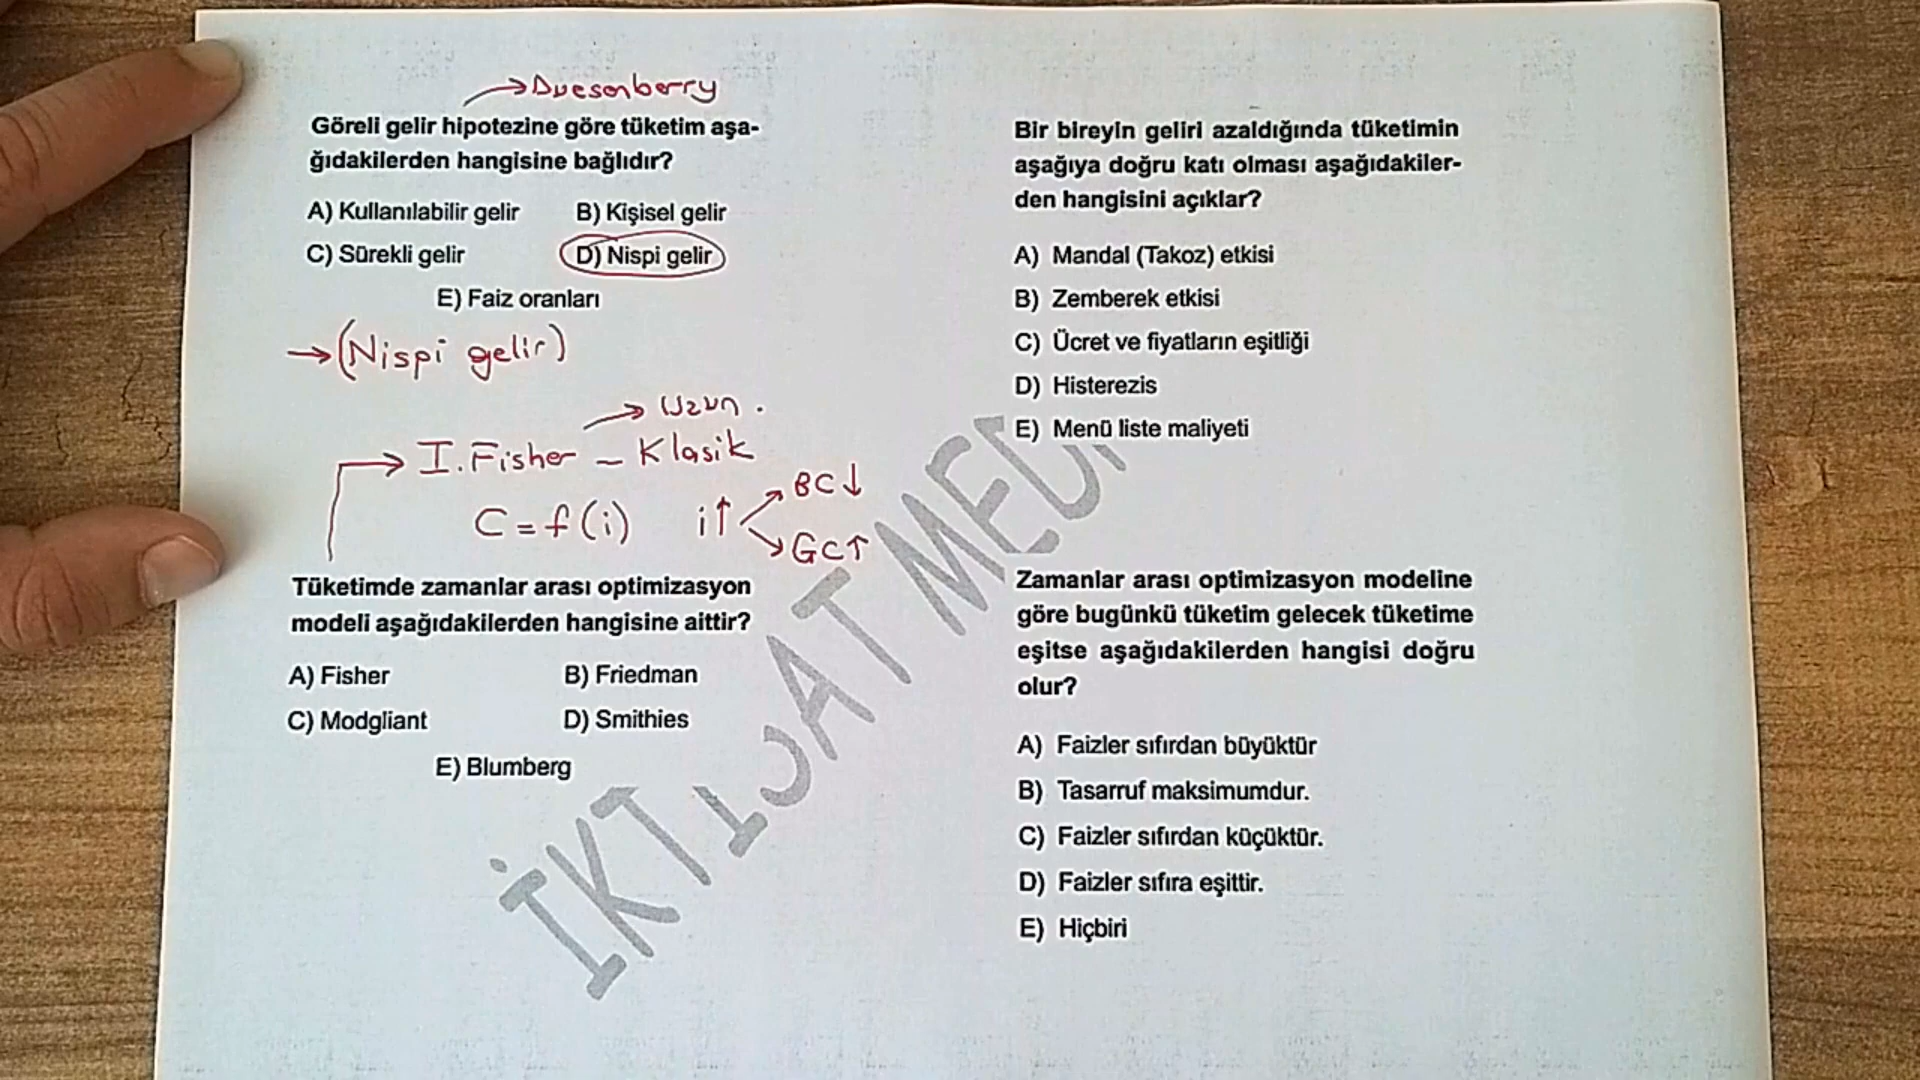 →Duesenberry
Göreli gelir hipotezine göre tüketim aşa-
ğıdakilerden hangisine bağlıdır?
A) Kullanılabilir gelir B) Kişisel gelir
C) Sürekli gelir D) Nispi gelir
E) Faiz oranları
→(Nispi gelir)
→ Uzun.
→ I. Fisher – Klasik
C=f(i) i↑ BC↓
GC↑
Tüketimde zamanlar arası optimizasyon
modeli aşağıdakilerden hangisine aittir?
A) Fisher B) Friedman
C) Modgliant D) Smithies
E) Blumberg
Bir bireyin geliri azaldığında tüketimin
aşağıya doğru katı olması aşağıdakiler-
den hangisini açıklar?
A) Mandal (Takoz) etkisi
B) Zemberek etkisi
C) Ücret ve fiyatların eşitliği
D) Histerezis
E) Menü liste maliyeti
Zamanlar arası optimizasyon modeline
göre bugünkü tüketim gelecek tüketime
eşitse aşağıdakilerden hangisi doğru
olur?
A) Faizler sıfırdan büyüktür
B) Tasarruf maksimumdur.
C) Faizler sıfırdan küçüktür.
D) Faizler sıfıra eşittir.
E) Hiçbiri